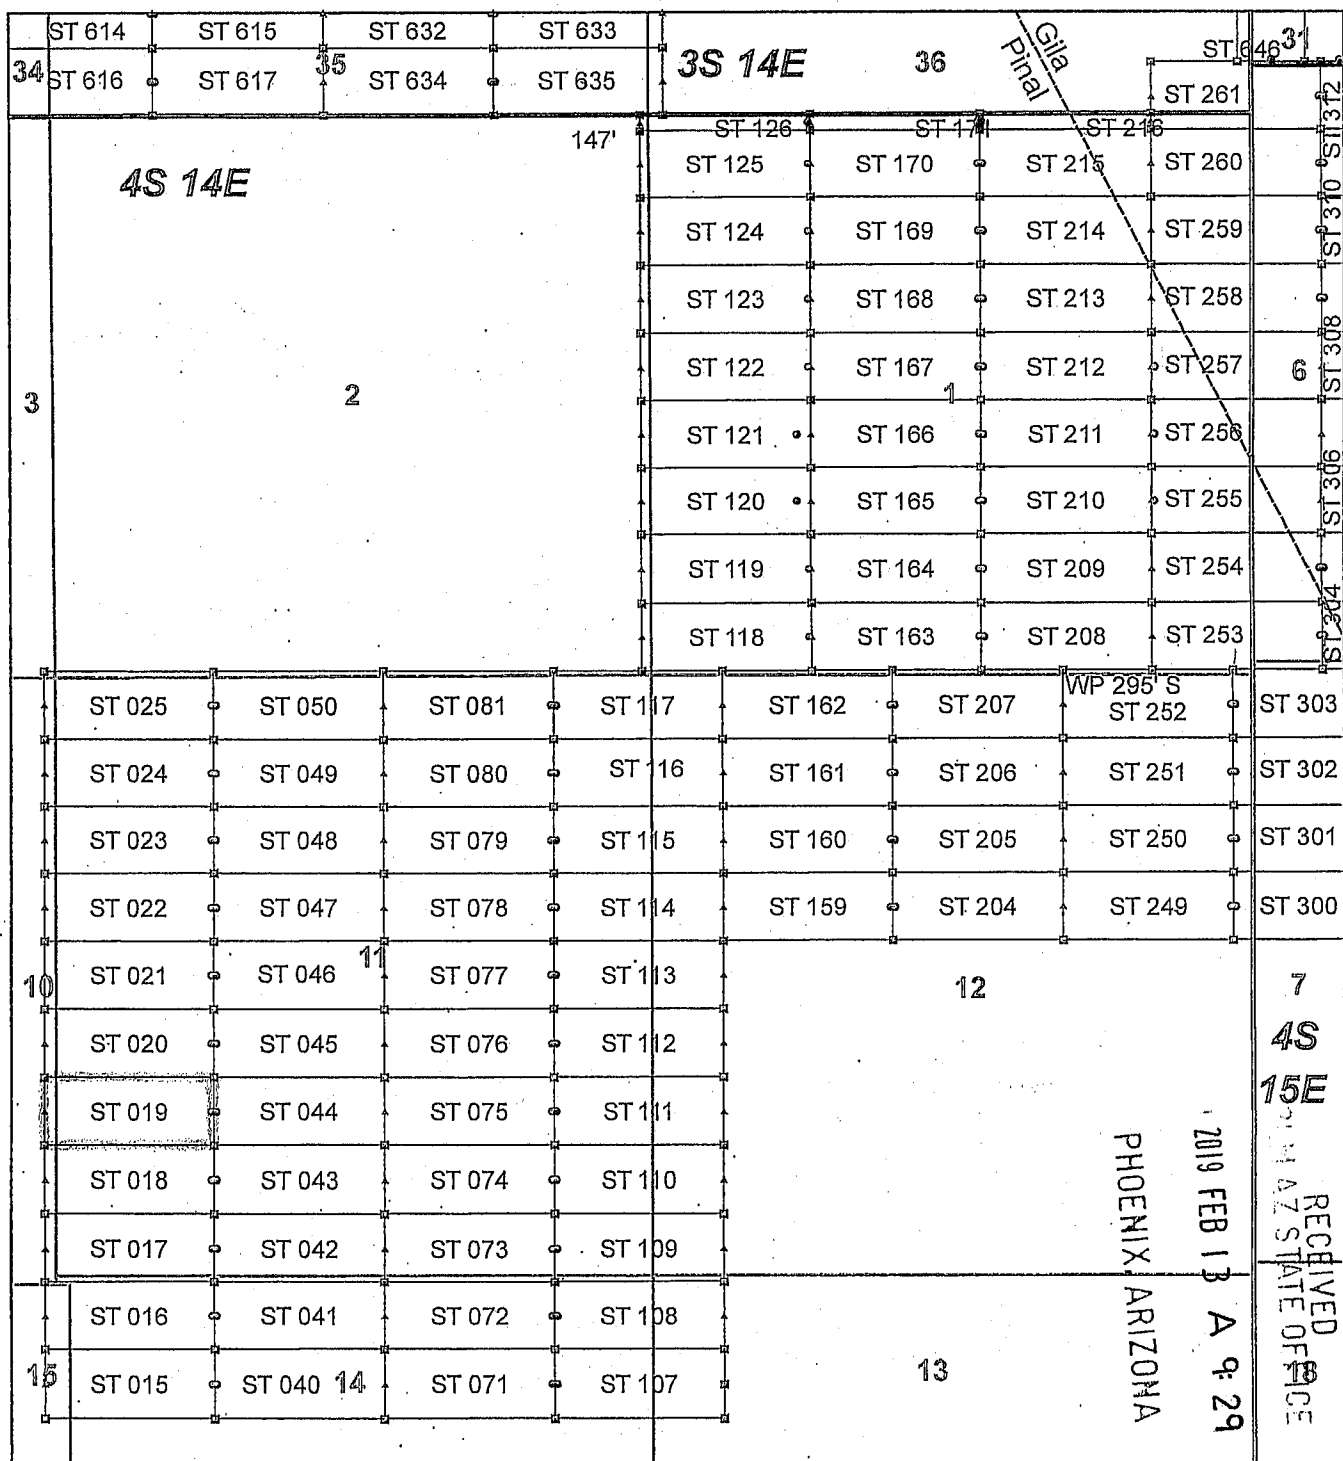 ST 614 ST 615 ST 632 ST 633
34 ST 616 ST 617 35 ST 634 ST 635 3S 14E 36 Gila ST 646 31
Pinal ST 261 ST 312
147' ST 126 ST 171 ST 216
4S 14E ST 125 ST 170 ST 215 ST 260
ST 124 ST 169 ST 214 ST 259 ST 310
ST 123 ST 168 ST 213 ST 258
3 2 ST 122 ST 167 1 ST 212 ST 257 6 ST 308
ST 121 ST 166 ST 211 ST 256
ST 120 ST 165 ST 210 ST 255 ST 306
ST 119 ST 164 ST 209 ST 254
ST 118 ST 163 ST 208 ST 253 ST 304
WP 295' S
ST 025 ST 050 ST 081 ST 117 ST 162 ST 207 ST 252 ST 303
ST 024 ST 049 ST 080 ST 116 ST 161 ST 206 ST 251 ST 302
ST 023 ST 048 ST 079 ST 115 ST 160 ST 205 ST 250 ST 301
ST 022 ST 047 ST 078 ST 114 ST 159 ST 204 ST 249 ST 300
10 ST 021 ST 046 11 ST 077 ST 113 12 7
ST 020 ST 045 ST 076 ST 112 4S
15E
ST 019 ST 044 ST 075 ST 111
ST 018 ST 043 ST 074 ST 110
ST 017 ST 042 ST 073 ST 109
ST 016 ST 041 ST 072 ST 108
15 ST 015 ST 040 14 ST 071 ST 107 13 18
RECEIVED
AZ STATE OFFICE
2019 FEB 13 A 9:29
PHOENIX, ARIZONA